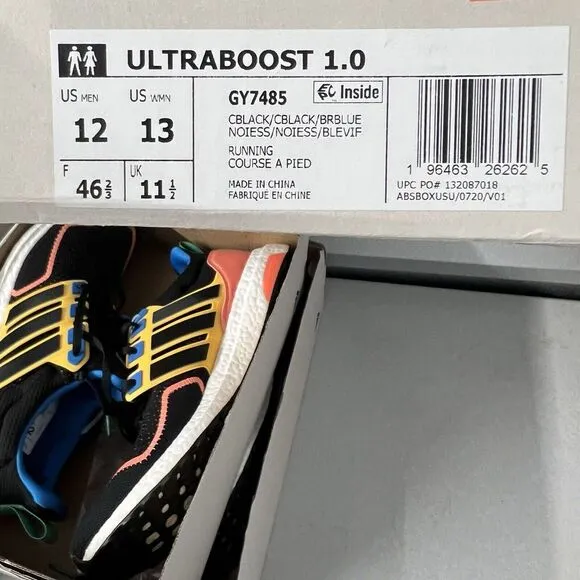 ULTRABOOST 1.0
US MEN 12
US WMN 13
F 46 2/3
UK 11 1/2
GY7485
EC Inside
CBLACK/CBLACK/BRBLUE
NOIESS/NOIESS/BLEVIF
RUNNING
COURSE A PIED
MADE IN CHINA
FABRIQUÉ EN CHINE
1 96463 26262 5
UPC PO# 132087018
ABSBOXUSU/0720/V01